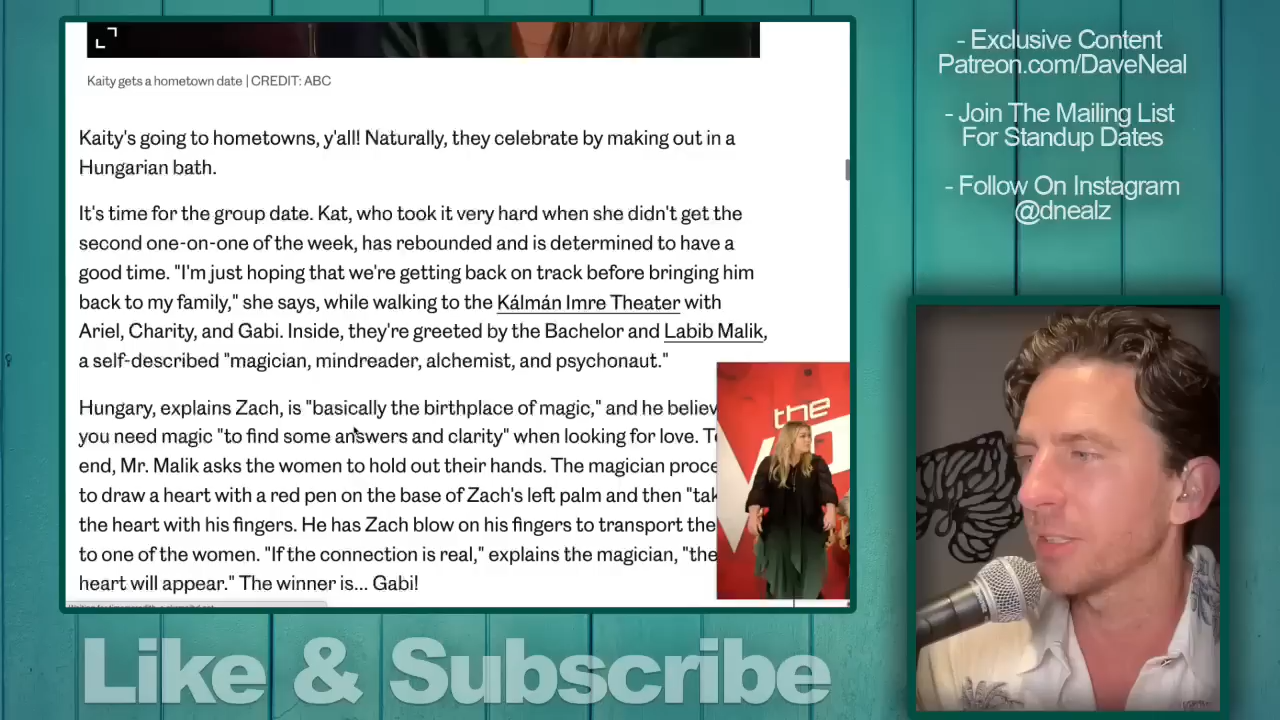 Kaity gets a hometown date | CREDIT: ABC
Kaity's going to hometowns, y'all! Naturally, they celebrate by making out in a
Hungarian bath.
It's time for the group date. Kat, who took it very hard when she didn't get the
second one-on-one of the week, has rebounded and is determined to have a
good time. "I'm just hoping that we're getting back on track before bringing him
back to my family," she says, while walking to the Kálmán Imre Theater with
Ariel, Charity, and Gabi. Inside, they're greeted by the Bachelor and Labib Malik,
a self-described "magician, mindreader, alchemist, and psychonaut."
Hungary, explains Zach, is "basically the birthplace of magic," and he believ
you need magic "to find some answers and clarity" when looking for love. T
end, Mr. Malik asks the women to hold out their hands. The magician proce
to draw a heart with a red pen on the base of Zach's left palm and then "tak
the heart with his fingers. He has Zach blow on his fingers to transport the
to one of the women. "If the connection is real," explains the magician, "the
heart will appear." The winner is... Gabi!
the
Like & Subscribe
- Exclusive Content
Patreon.com/DaveNeal
- Join The Mailing List
For Standup Dates
- Follow On Instagram
@dnealz